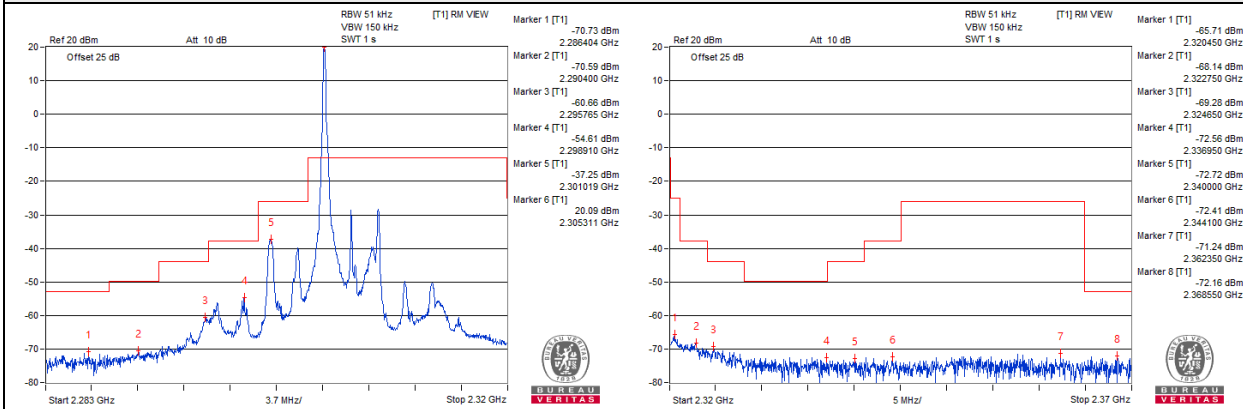 RBW 51 kHz [T1] RM VIEW
VBW 150 kHz
SWT 1 s
Ref 20 dBm Att 10 dB
Offset 25 dB
20
10
0
-10
-20
-30
-40
-50
-60
-70
-80
1
2
3
4
5
Start 2.283 GHz 3.7 MHz/ Stop 2.32 GHz
Marker 1 [T1]
-70.73 dBm
2.286404 GHz
Marker 2 [T1]
-70.59 dBm
2.290400 GHz
Marker 3 [T1]
-60.66 dBm
2.295765 GHz
Marker 4 [T1]
-54.61 dBm
2.298910 GHz
Marker 5 [T1]
-37.25 dBm
2.301019 GHz
Marker 6 [T1]
20.09 dBm
2.305311 GHz
BUREAU VERITAS
1828
BUREAU
VERITAS
RBW 51 kHz [T1] RM VIEW
VBW 150 kHz
SWT 1 s
Ref 20 dBm Att 10 dB
Offset 25 dB
20
10
0
-10
-20
-30
-40
-50
-60
-70
-80
1
2
3
4
5
6
7
8
Start 2.32 GHz 5 MHz/ Stop 2.37 GHz
Marker 1 [T1]
-65.71 dBm
2.320450 GHz
Marker 2 [T1]
-68.14 dBm
2.322750 GHz
Marker 3 [T1]
-69.28 dBm
2.324650 GHz
Marker 4 [T1]
-72.56 dBm
2.336950 GHz
Marker 5 [T1]
-72.72 dBm
2.340000 GHz
Marker 6 [T1]
-72.41 dBm
2.344100 GHz
Marker 7 [T1]
-71.24 dBm
2.362350 GHz
Marker 8 [T1]
-72.16 dBm
2.368550 GHz
BUREAU VERITAS
1828
BUREAU
VERITAS